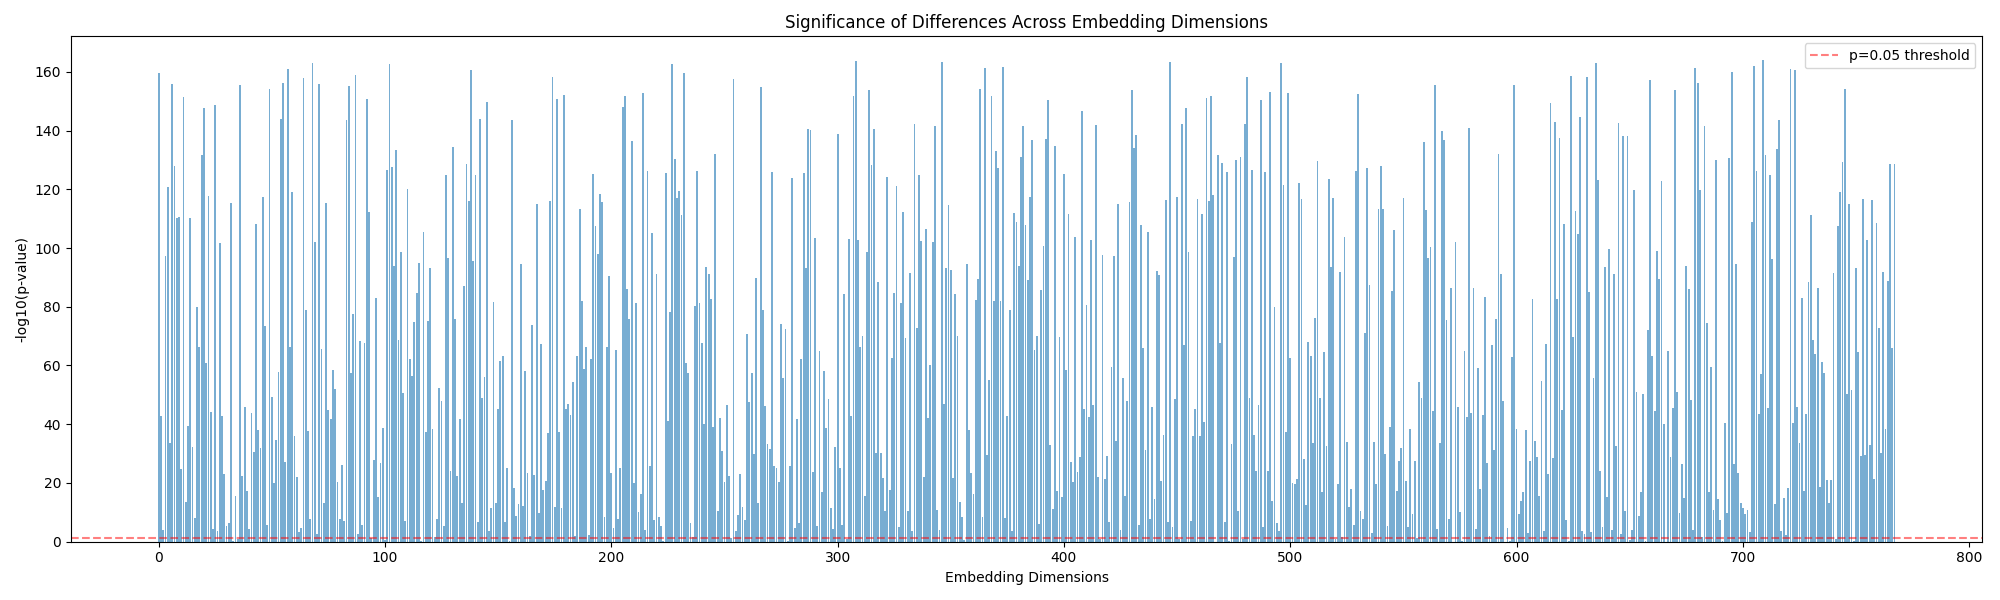 Significance of Differences Across Embedding Dimensions
p=0.05 threshold
-log10(p-value)
160
140
120
100
80
60
40
20
0
0 100 200 300 400 500 600 700 800
Embedding Dimensions